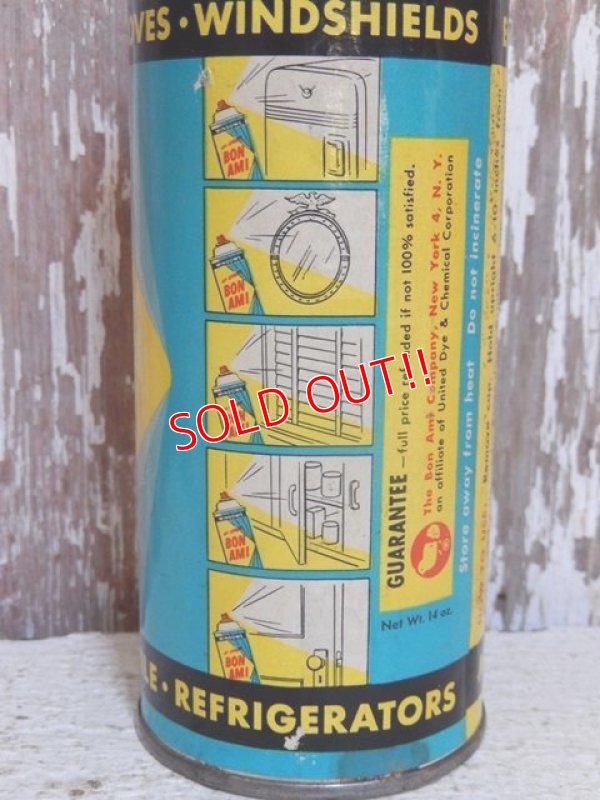 OVES · WINDSHIELDS
BON AMI
BON AMI
BON AMI
BON AMI
GUARANTEE – full price refunded if not 100% satisfied.
The Bon Ami Company, New York 4, N. Y.
an affiliate of United Dye & Chemical Corporation
Store away from heat Do not incinerate
Net Wt. 14 oz.
SOLD OUT!!
LE · REFRIGERATORS